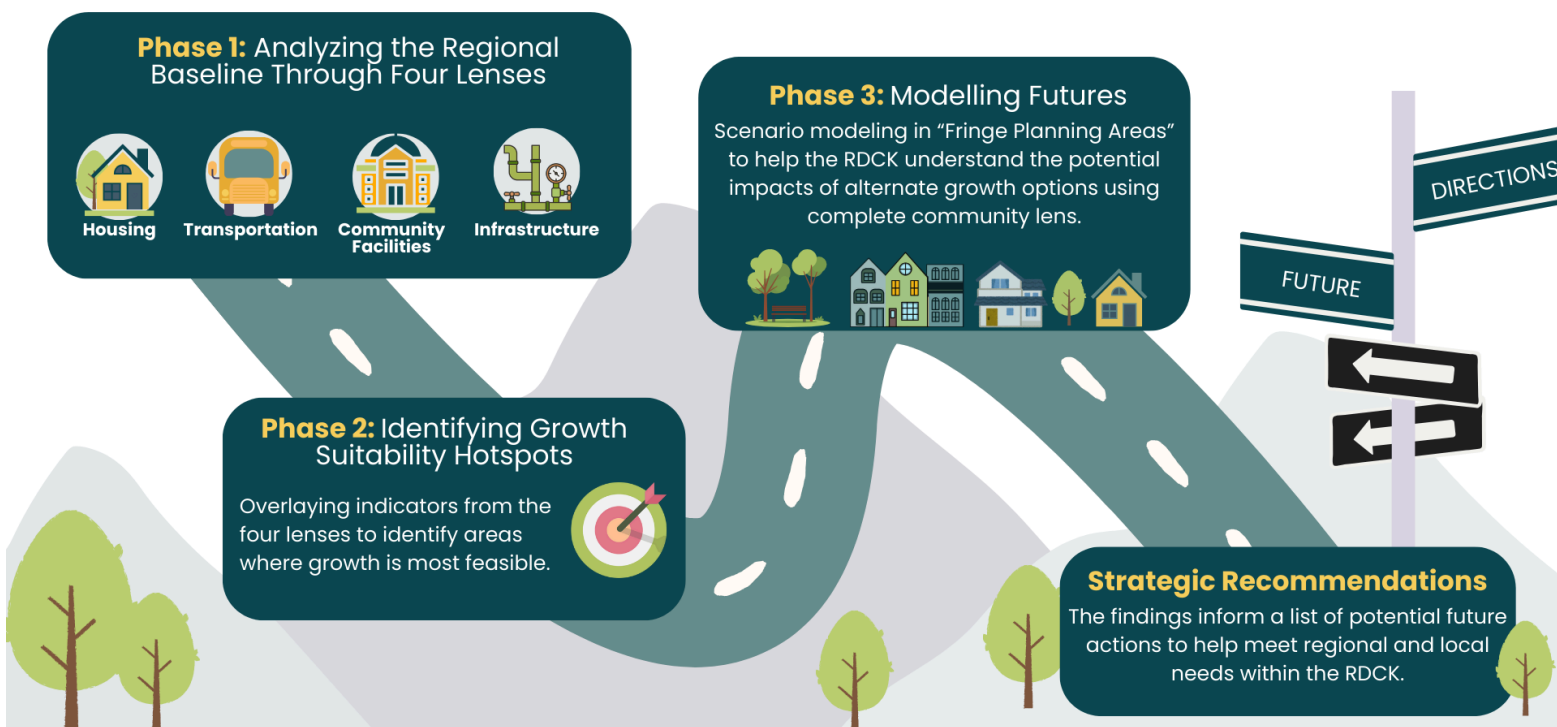 Phase 1: Analyzing the Regional
Baseline Through Four Lenses
Housing
Transportation
Community
Facilities
Infrastructure
Phase 2: Identifying Growth
Suitability Hotspots
Overlaying indicators from the
four lenses to identify areas
where growth is most feasible.
Phase 3: Modelling Futures
Scenario modeling in “Fringe Planning Areas”
to help the RDCK understand the potential
impacts of alternate growth options using
complete community lens.
DIRECTIONS
FUTURE
Strategic Recommendations
The findings inform a list of potential future
actions to help meet regional and local
needs within the RDCK.